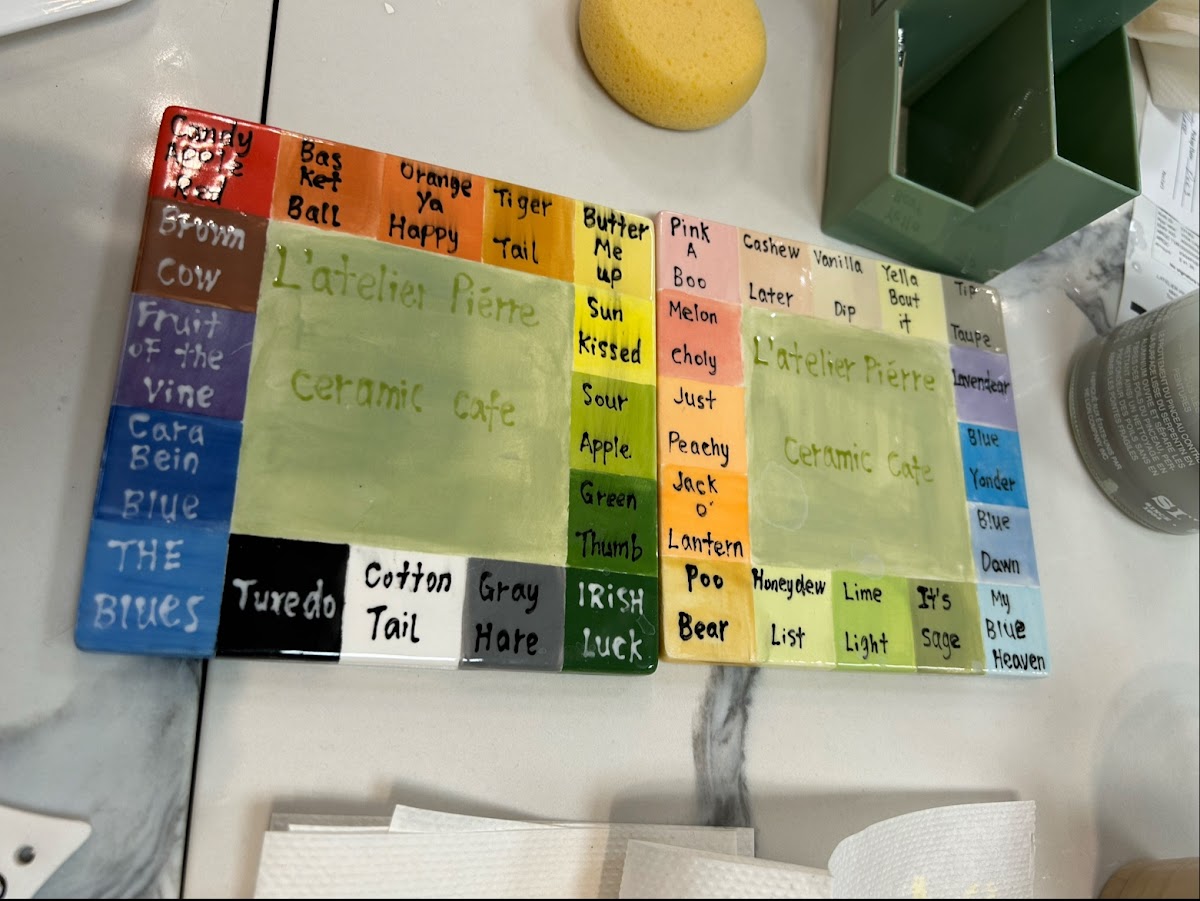 Candy
Apple
Red
Bas
Ket
Ball
Orange
Ya
Happy
Tiger
Tail
Butter
Me
up
Brown
Cow
Fruit
of the
Vine
Cara
Bein
Blue
THE
Blues
L'atelier Piérre
ceramic cafe
Sun
Kissed
Sour
Apple
Green
Thumb
Tuxedo
Cotton
Tail
Gray
Hare
IRISH
LUCK
Pink
A
Boo
Cashew
Later
Vanilla
Dip
Yella
Bout
it
Tip
Taupe
Melon
choly
Just
Peachy
Jack
O'
Lantern
Poo
Bear
L'atelier Piérre
Ceramic Cafe
Lavendear
Blue
Yonder
Blue
Dawn
Honeydew
List
Lime
Light
It's
Sage
My
Blue
Heaven